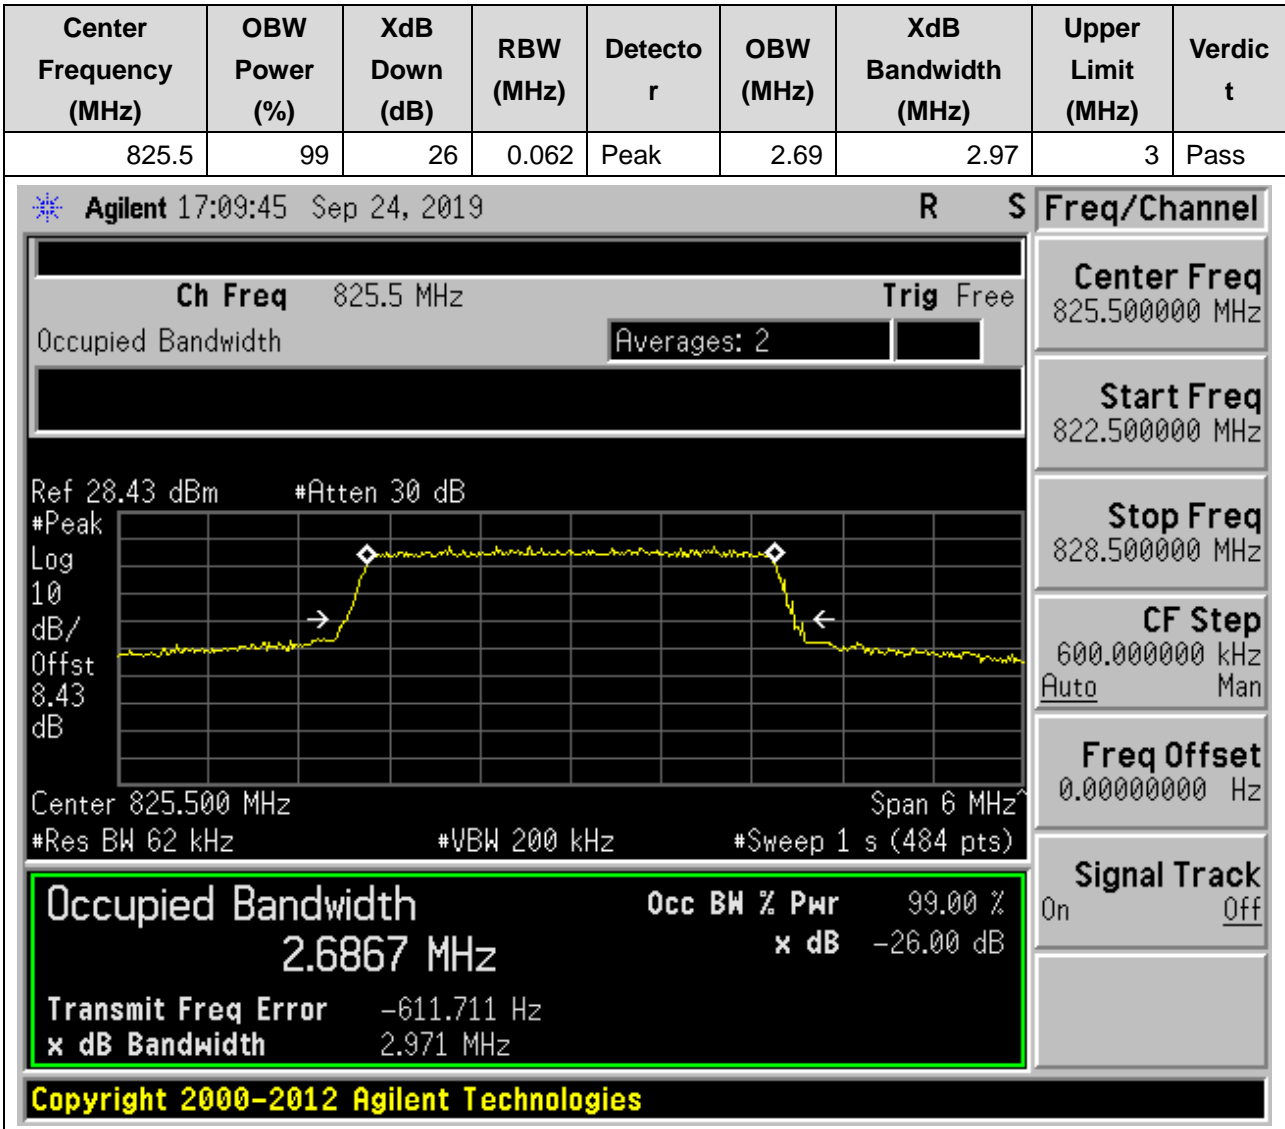 Center Frequency (MHz) OBW Power (%) XdB Down (dB) RBW (MHz) Detector OBW (MHz) XdB Bandwidth (MHz) Upper Limit (MHz) Verdict
825.5 99 26 0.062 Peak 2.69 2.97 3 Pass
Agilent 17:09:45 Sep 24, 2019 R S Freq/Channel
Ch Freq 825.5 MHz Trig Free
Occupied Bandwidth Averages: 2
Center Freq
825.500000 MHz
Start Freq
822.500000 MHz
Stop Freq
828.500000 MHz
CF Step
600.000000 kHz
Auto Man
Freq Offset
0.00000000 Hz
Signal Track
On Off
Ref 28.43 dBm #Atten 30 dB
#Peak
Log
10
dB/
Offst
8.43
dB
Center 825.500 MHz Span 6 MHz^
#Res BW 62 kHz #VBW 200 kHz #Sweep 1 s (484 pts)
Occupied Bandwidth Occ BW % Pwr 99.00 %
2.6867 MHz x dB -26.00 dB
Transmit Freq Error -611.711 Hz
x dB Bandwidth 2.971 MHz
Copyright 2000-2012 Agilent Technologies